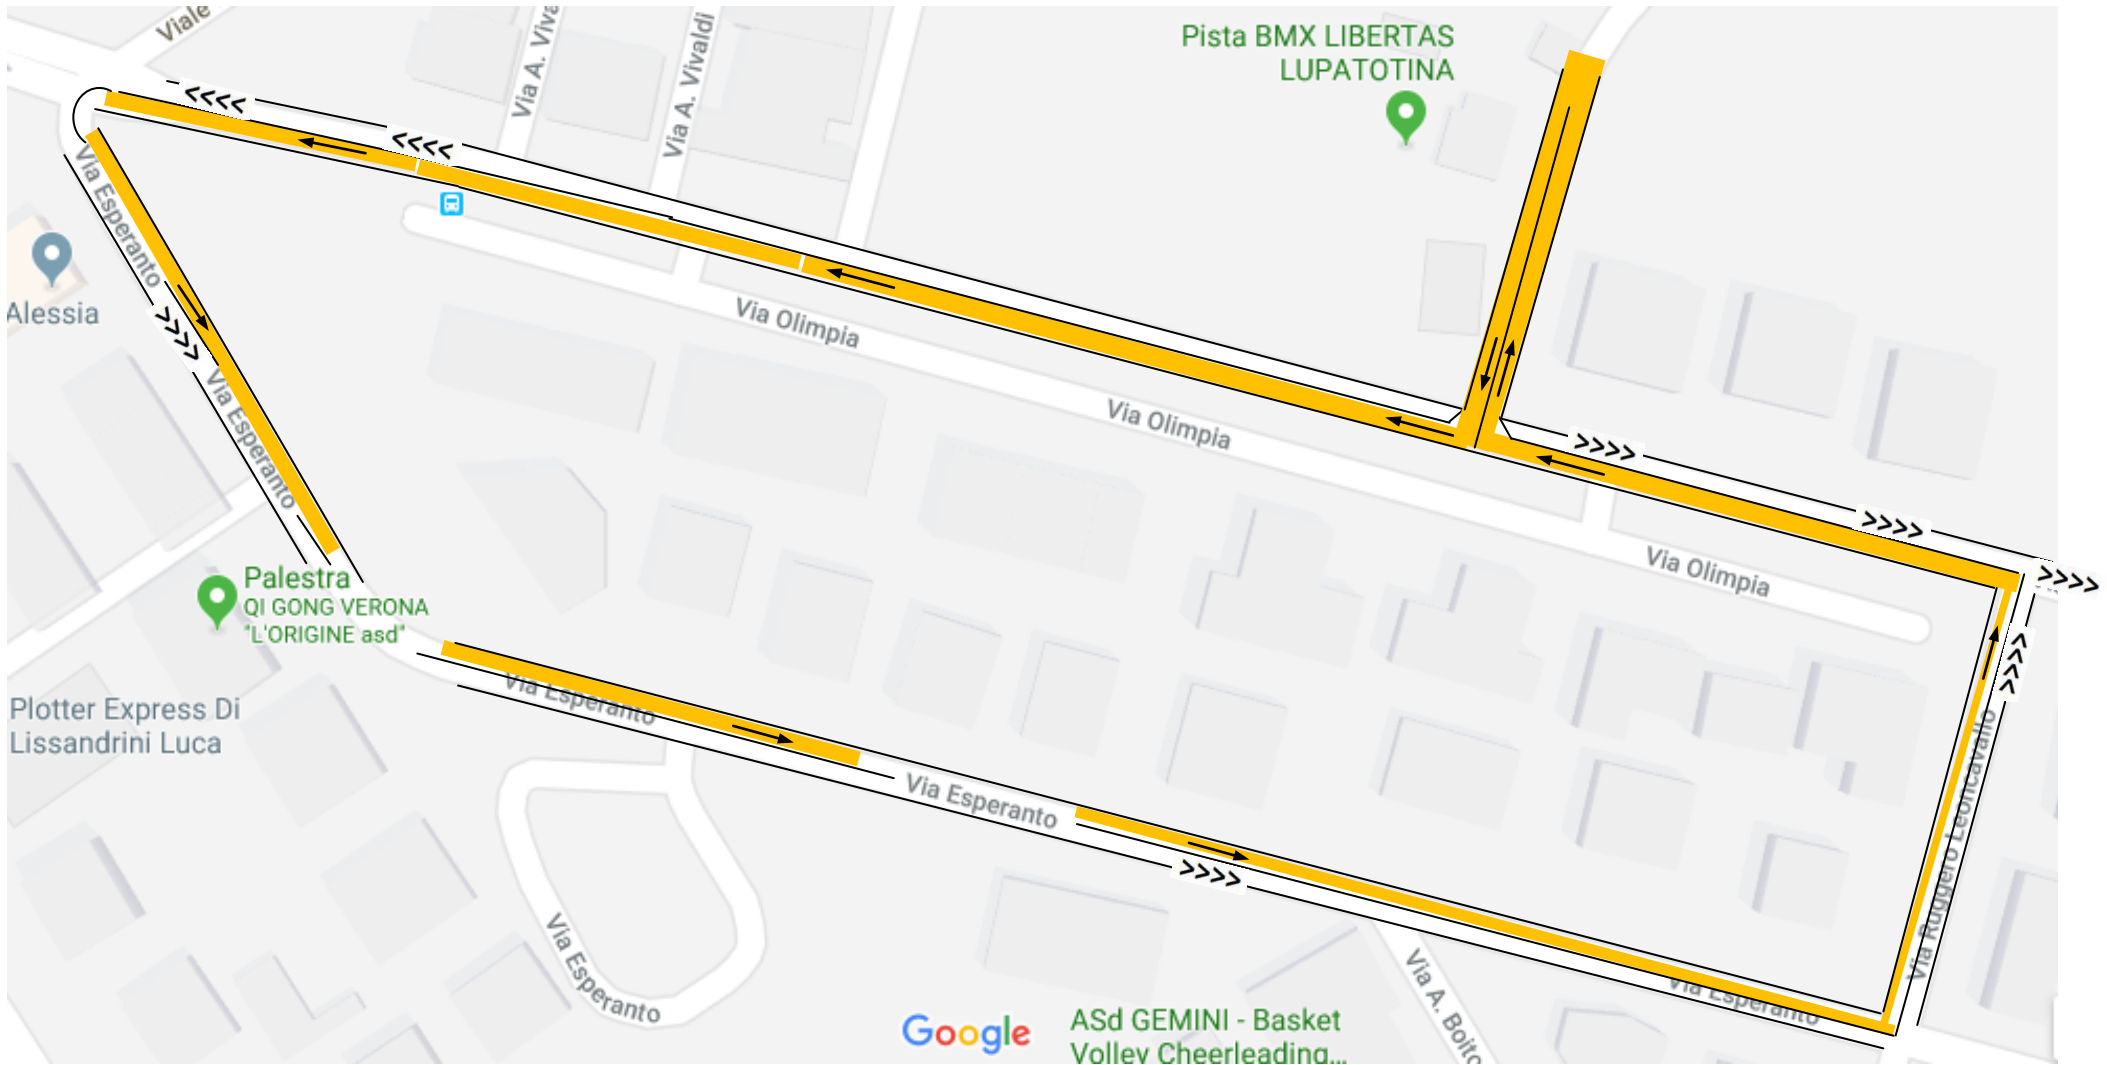 Viale
Via A. Viva
Via A. Vivaldi
Pista BMX LIBERTAS
LUPATOTINA
<<<<
<<<<
Via Esperanto
Alessia
>>>>
Via Esperanto
Via Olimpia
Via Olimpia
>>>>
>>>>
>>>>
Via Olimpia
Palestra
QI GONG VERONA
"L'ORIGINE asd"
>>>>
Via Esperanto
Plotter Express Di
Lissandrini Luca
Via Esperanto
>>>>
Via Ruggero Leoncavallo
Via Esperanto
Via Esperanto
Via A. Boito
Google
ASd GEMINI - Basket
Volley Cheerleading...